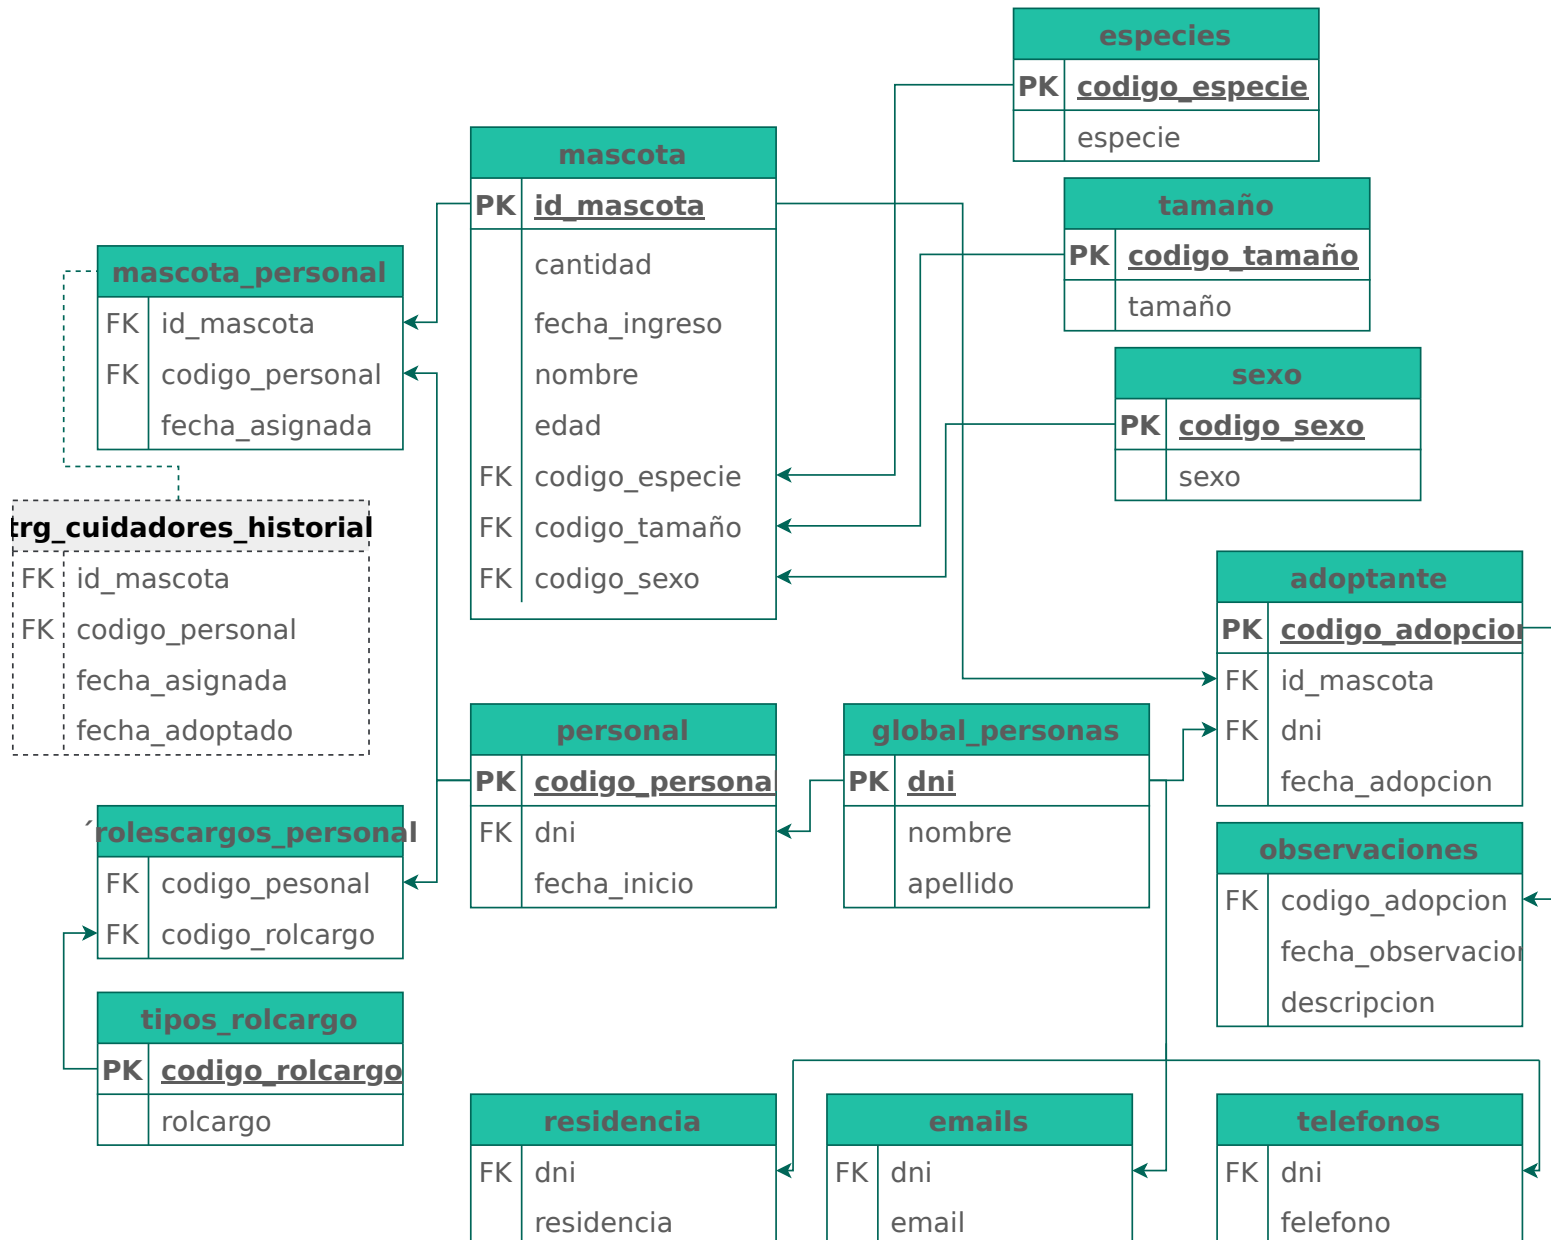 especies
PK codigo_especie
especie
mascota
PK id_mascota
cantidad
fecha_ingreso
nombre
edad
FK codigo_especie
FK codigo_tamaño
FK codigo_sexo
tamaño
PK codigo_tamaño
tamaño
mascota_personal
FK id_mascota
FK codigo_personal
fecha_asignada
sexo
PK codigo_sexo
sexo
trg_cuidadores_historial
FK id_mascota
FK codigo_personal
fecha_asignada
fecha_adoptado
adoptante
PK codigo_adopcion
FK id_mascota
FK dni
fecha_adopcion
personal
PK codigo_personal
FK dni
fecha_inicio
global_personas
PK dni
nombre
apellido
´rolescargos_personal
FK codigo_pesonal
FK codigo_rolcargo
observaciones
FK codigo_adopcion
fecha_observacion
descripcion
tipos_rolcargo
PK codigo_rolcargo
rolcargo
residencia
FK dni
residencia
emails
FK dni
email
telefonos
FK dni
felefono